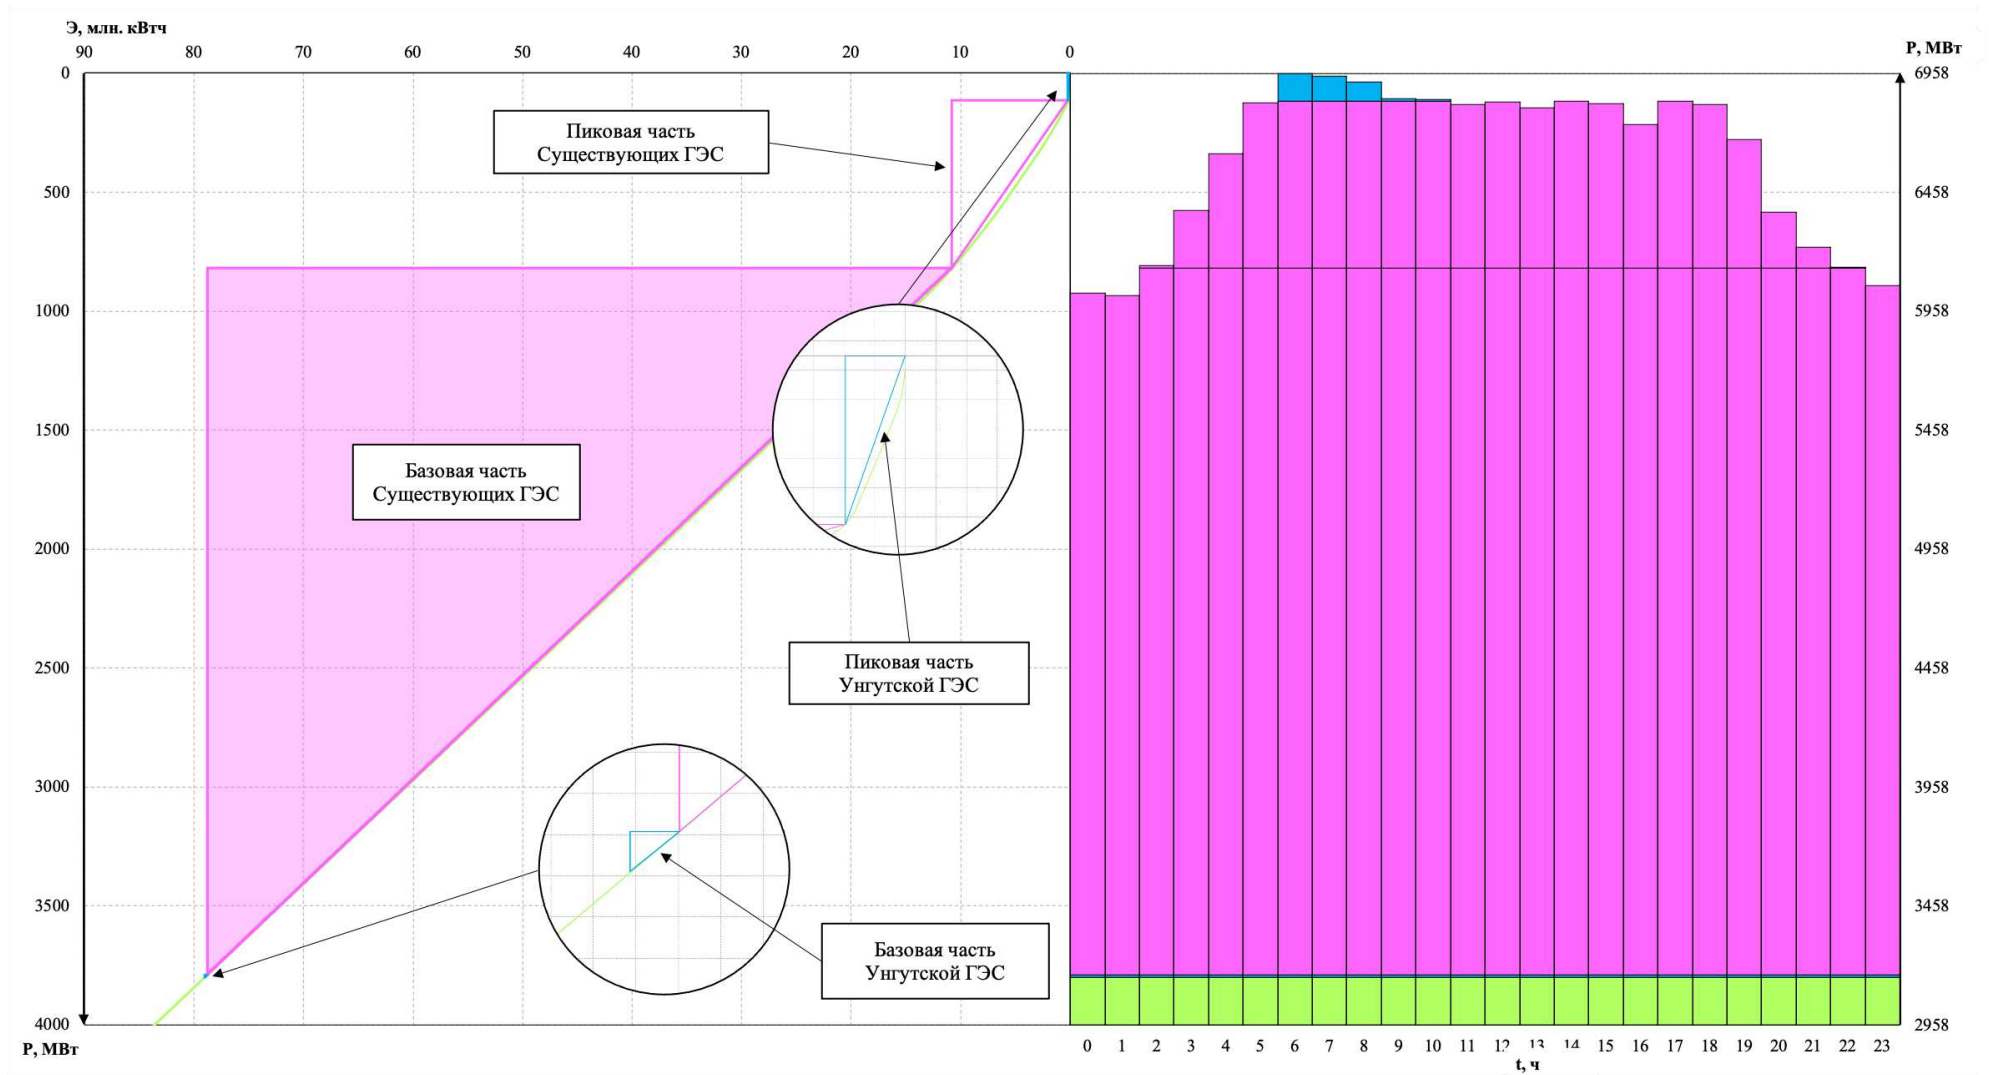 Э, млн. кВтч
90 80 70 60 50 40 30 20 10 0
P, МВт
0
500
1000
1500
2000
2500
3000
3500
4000
P, МВт
Пиковая часть
Существующих ГЭС
Базовая часть
Существующих ГЭС
Пиковая часть
Унгутской ГЭС
Базовая часть
Унгутской ГЭС
6958
6458
5958
5458
4958
4458
3958
3458
2958
0 1 2 3 4 5 6 7 8 9 10 11 12 13 14 15 16 17 18 19 20 21 22 23
t, ч